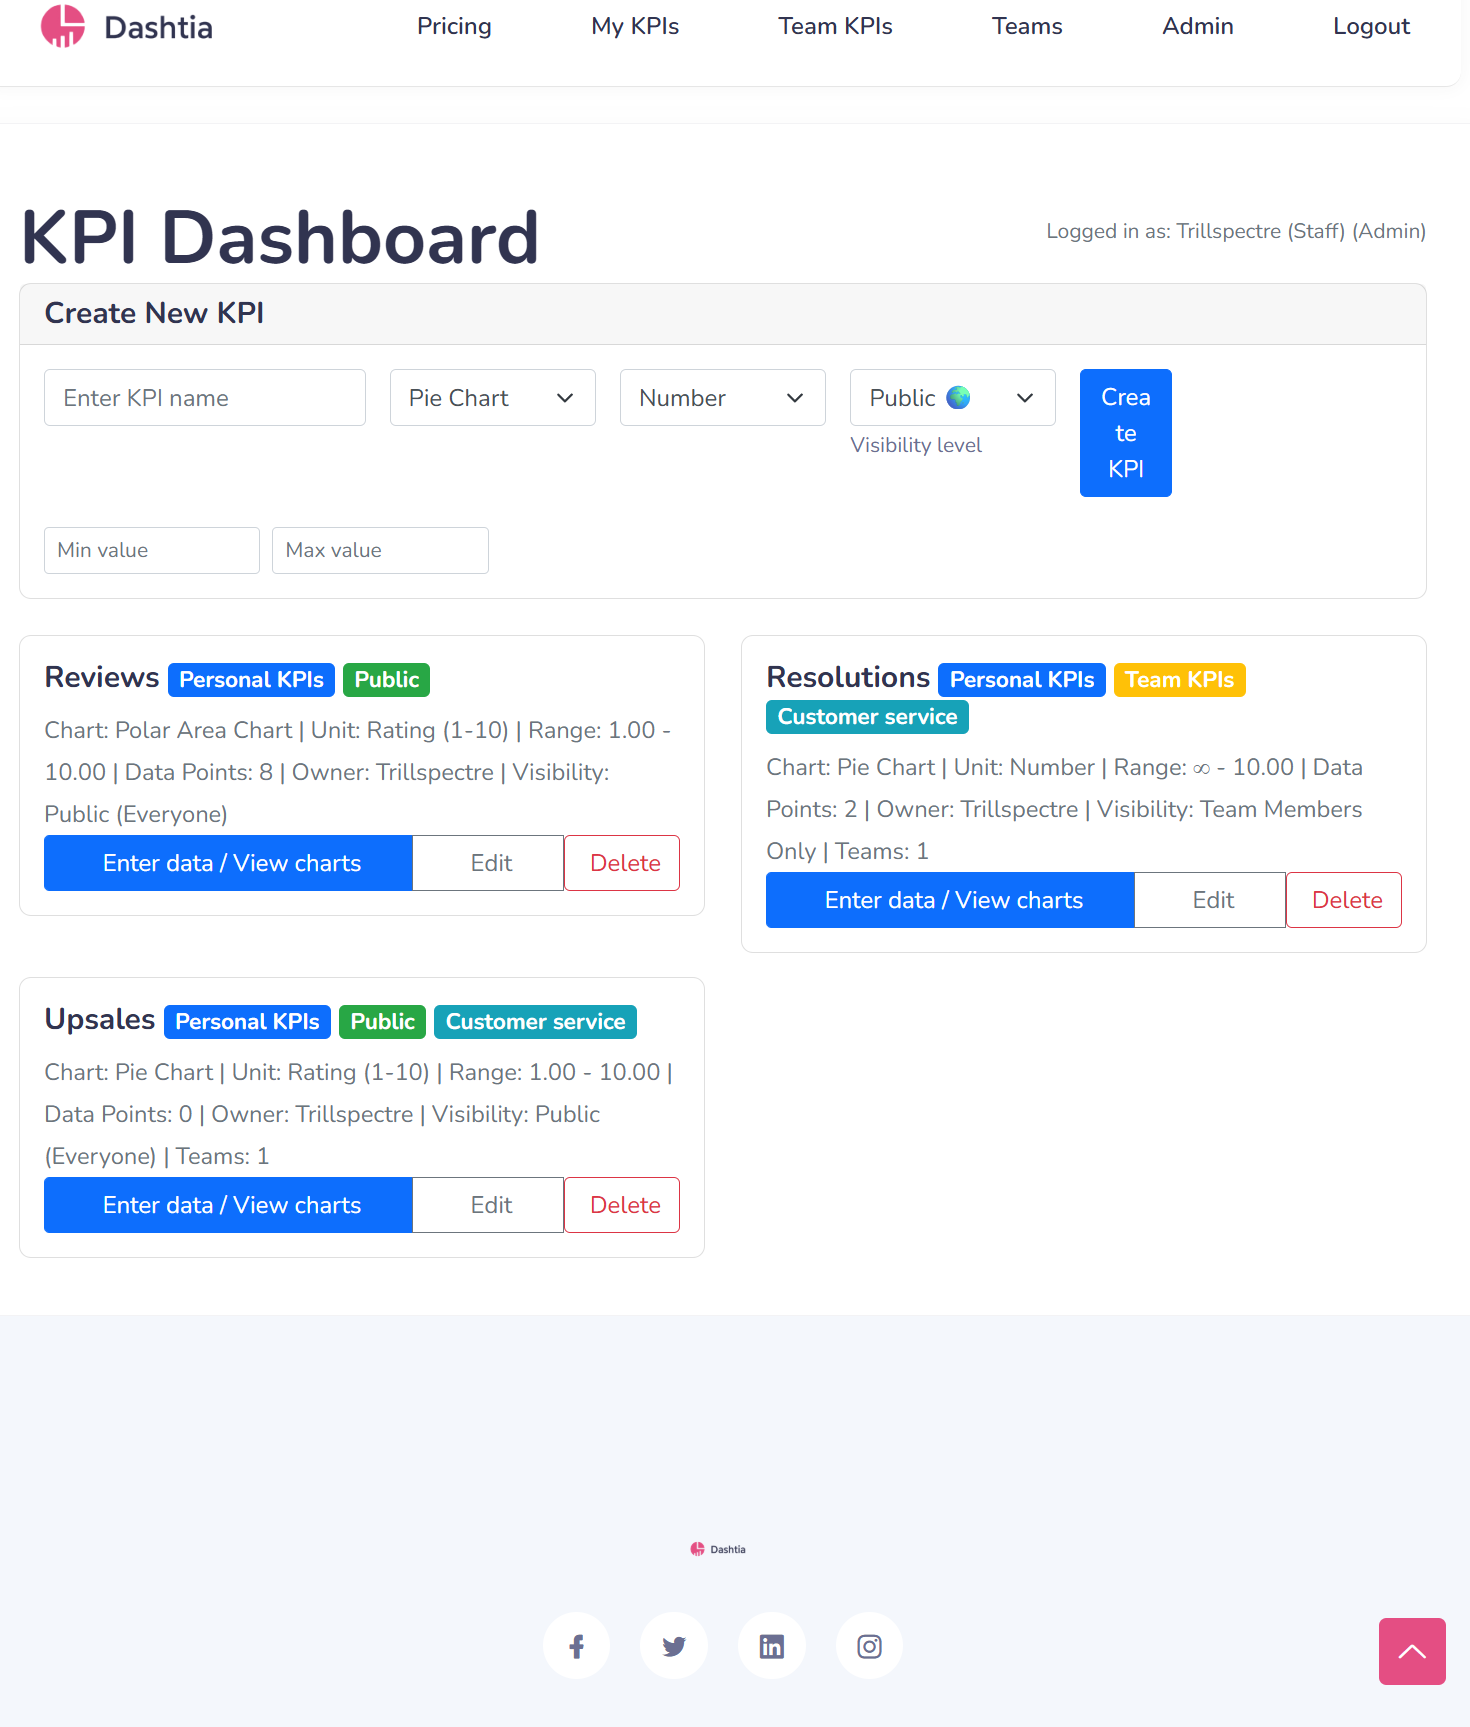 Dashtia Pricing My KPIs Team KPIs Teams Admin Logout
KPI Dashboard
Logged in as: Trillspectre (Staff) (Admin)
Create New KPI
Enter KPI name Pie Chart Number Public Crea
te
KPI
Visibility level
Min value Max value
Reviews Personal KPIs Public
Chart: Polar Area Chart | Unit: Rating (1-10) | Range: 1.00 -
10.00 | Data Points: 8 | Owner: Trillspectre | Visibility:
Public (Everyone)
Enter data / View charts Edit Delete
Resolutions Personal KPIs Team KPIs
Customer service
Chart: Pie Chart | Unit: Number | Range: ∞ - 10.00 | Data
Points: 2 | Owner: Trillspectre | Visibility: Team Members
Only | Teams: 1
Enter data / View charts Edit Delete
Upsales Personal KPIs Public Customer service
Chart: Pie Chart | Unit: Rating (1-10) | Range: 1.00 - 10.00 |
Data Points: 0 | Owner: Trillspectre | Visibility: Public
(Everyone) | Teams: 1
Enter data / View charts Edit Delete
Dashtia